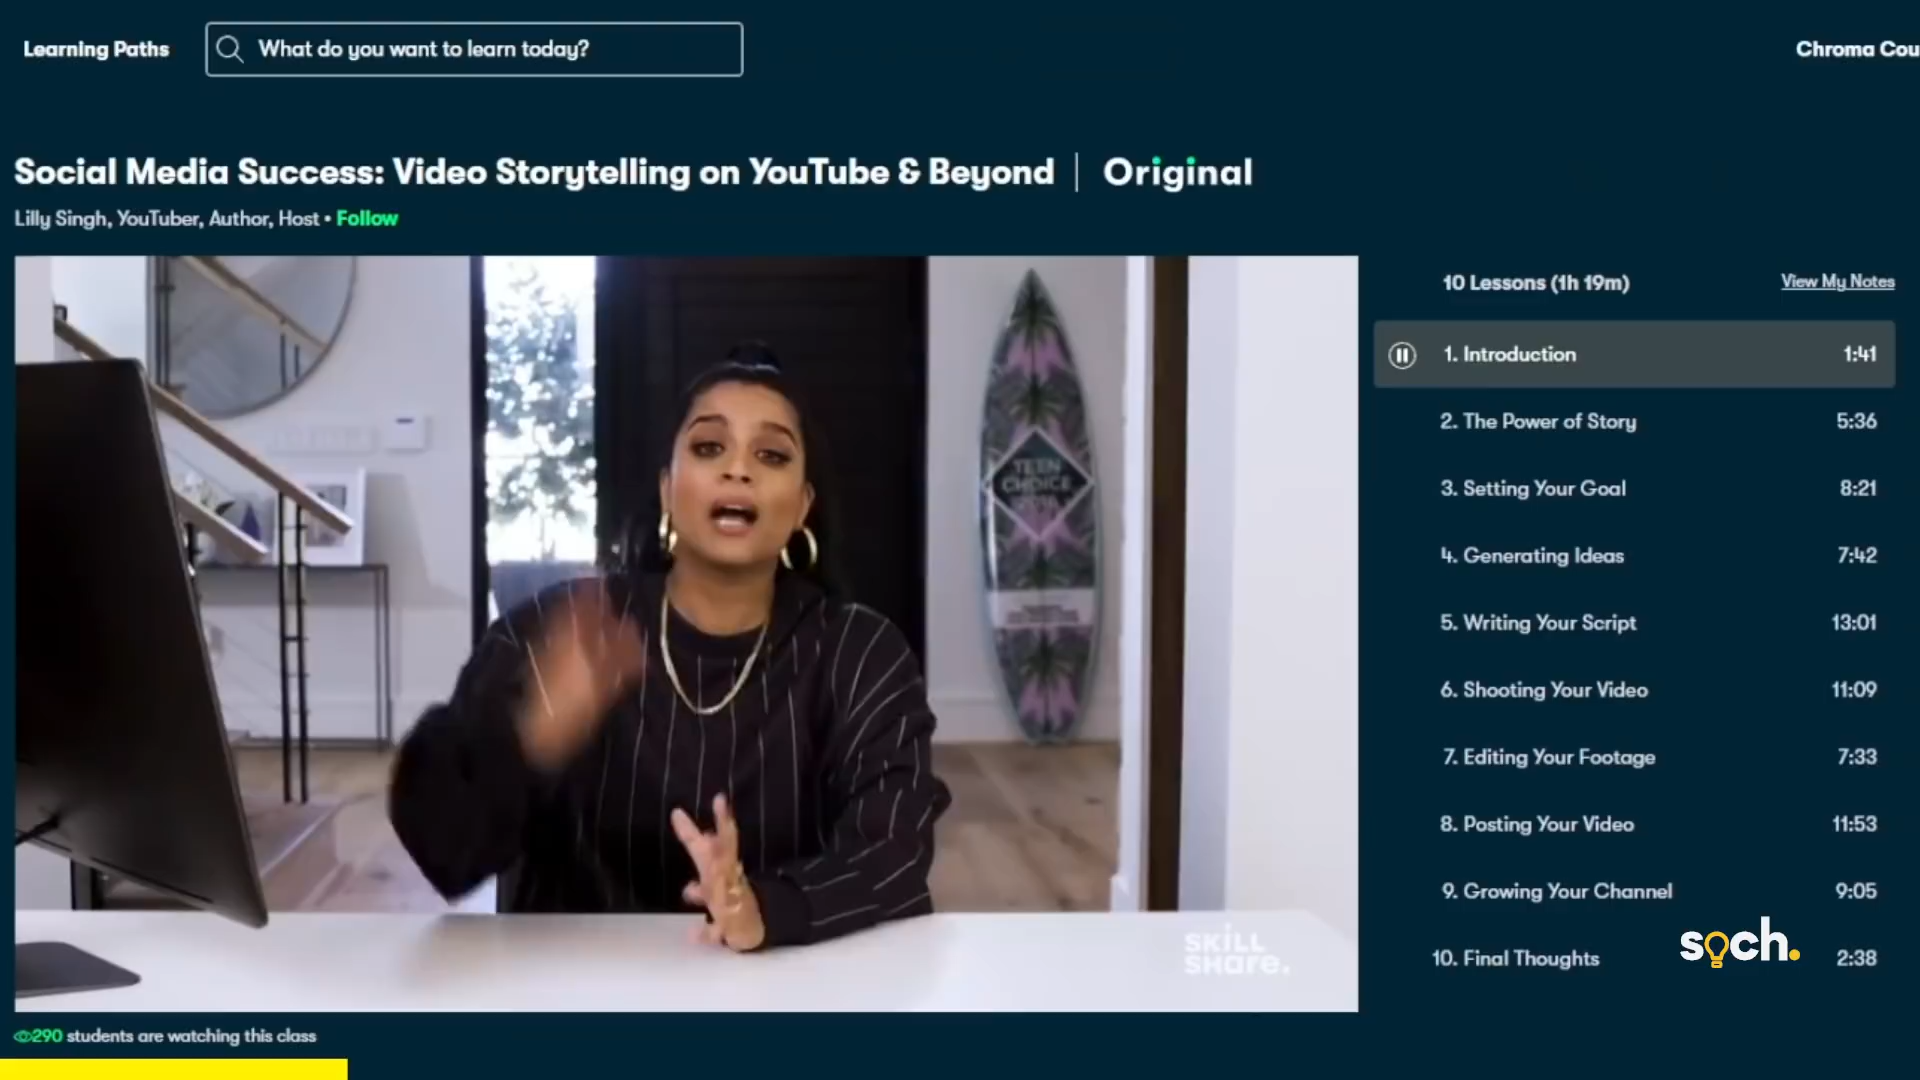 Learning Paths
What do you want to learn today?
Chroma Cou
Social Media Success: Video Storytelling on YouTube & Beyond | Original
Lilly Singh, YouTuber, Author, Host • Follow
TEEN
CHOICE
SKILL
SHare.
10 Lessons (1h 19m)
View My Notes
1. Introduction 1:41
2. The Power of Story 5:36
3. Setting Your Goal 8:21
4. Generating Ideas 7:42
5. Writing Your Script 13:01
6. Shooting Your Video 11:09
7. Editing Your Footage 7:33
8. Posting Your Video 11:53
9. Growing Your Channel 9:05
10. Final Thoughts 2:38
soch.
290 students are watching this class